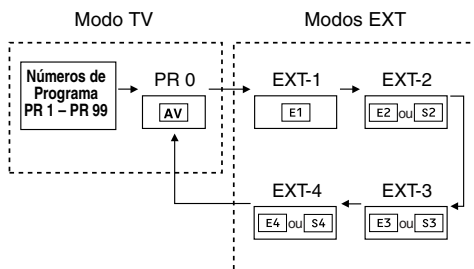 Modo TV
Modos EXT
Números de
Programa
PR 1 – PR 99
PR 0
AV
EXT-1
E1
EXT-2
E2 ou S2
EXT-4
E4 ou S4
EXT-3
E3 ou S3